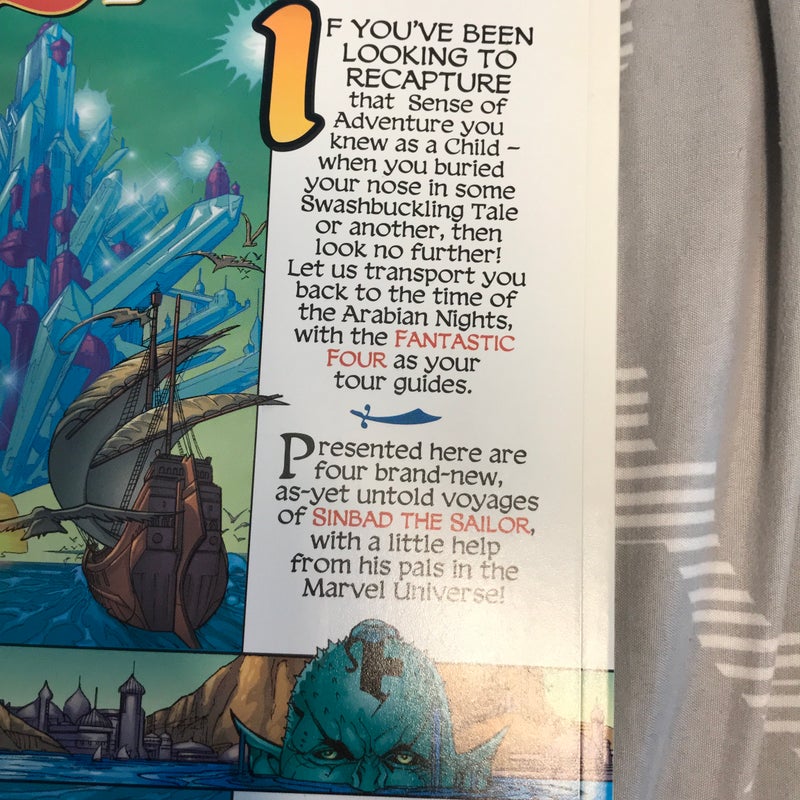 IF YOU'VE BEEN
LOOKING TO
RECAPTURE
that Sense of
Adventure you
knew as a Child –
when you buried
your nose in some
Swashbuckling Tale
or another, then
look no further!
Let us transport you
back to the time of
the Arabian Nights,
with the FANTASTIC
FOUR as your
tour guides.
Presented here are
four brand-new,
as-yet untold voyages
of SINBAD THE SAILOR,
with a little help
from his pals in the
Marvel Universe!